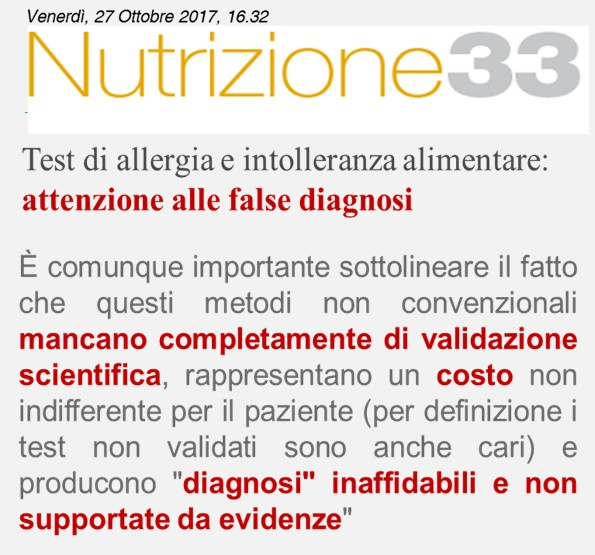 Venerdì, 27 Ottobre 2017, 16.32
Nutrizione33
Test di allergia e intolleranza alimentare:
attenzione alle false diagnosi
È comunque importante sottolineare il fatto
che questi metodi non convenzionali
mancano completamente di validazione
scientifica, rappresentano un costo non
indifferente per il paziente (per definizione i
test non validati sono anche cari) e
producono "diagnosi" inaffidabili e non
supportate da evidenze"